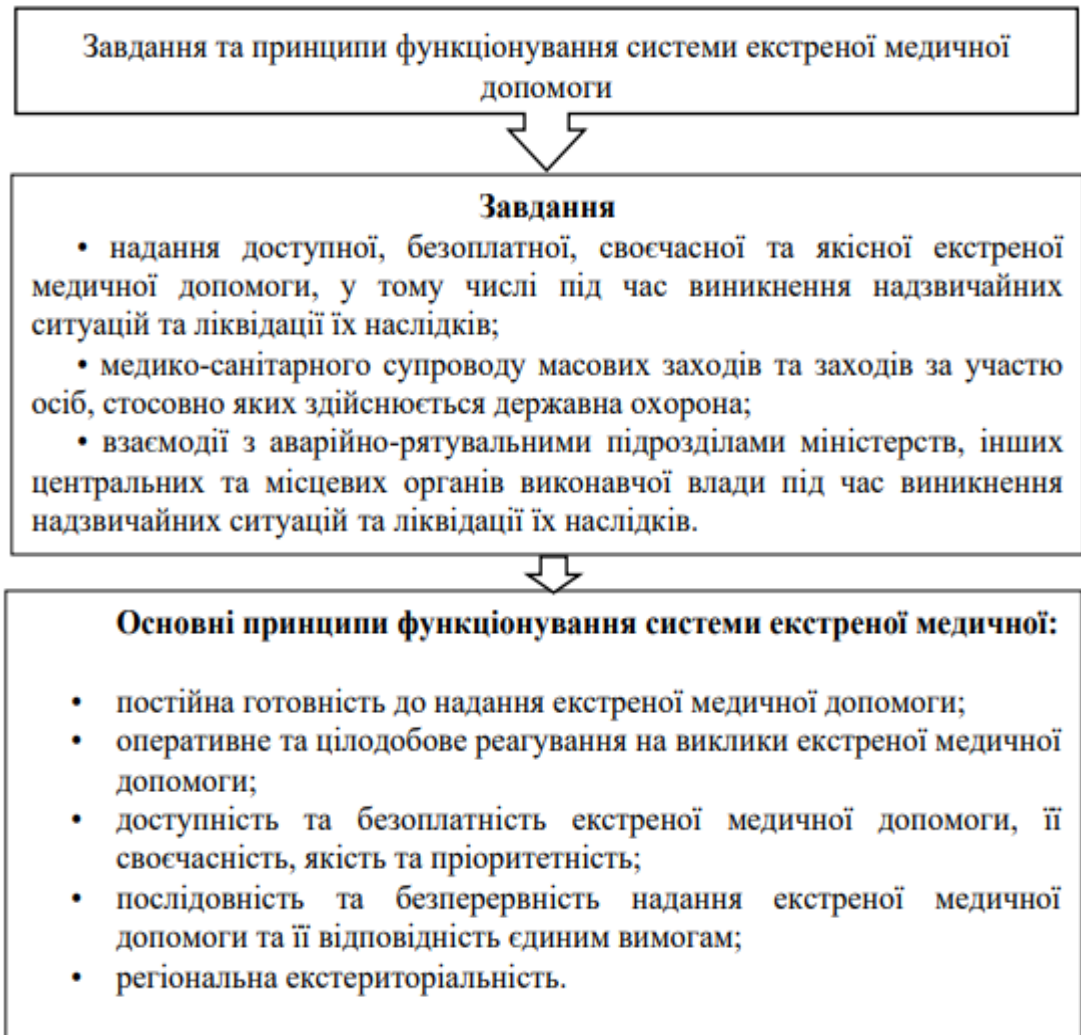 Завдання та принципи функціонування системи екстреної медичної
допомоги
Завдання
• надання доступної, безоплатної, своєчасної та якісної екстреної
медичної допомоги, у тому числі під час виникнення надзвичайних
ситуацій та ліквідації їх наслідків;
• медико-санітарного супроводу масових заходів та заходів за участю
осіб, стосовно яких здійснюється державна охорона;
• взаємодії з аварійно-рятувальними підрозділами міністерств, інших
центральних та місцевих органів виконавчої влади під час виникнення
надзвичайних ситуацій та ліквідації їх наслідків.
Основні принципи функціонування системи екстреної медичної:
• постійна готовність до надання екстреної медичної допомоги;
• оперативне та цілодобове реагування на виклики екстреної медичної
допомоги;
• доступність та безоплатність екстреної медичної допомоги, її
своєчасність, якість та пріоритетність;
• послідовність та безперервність надання екстреної медичної
допомоги та її відповідність єдиним вимогам;
• регіональна екстериторіальність.